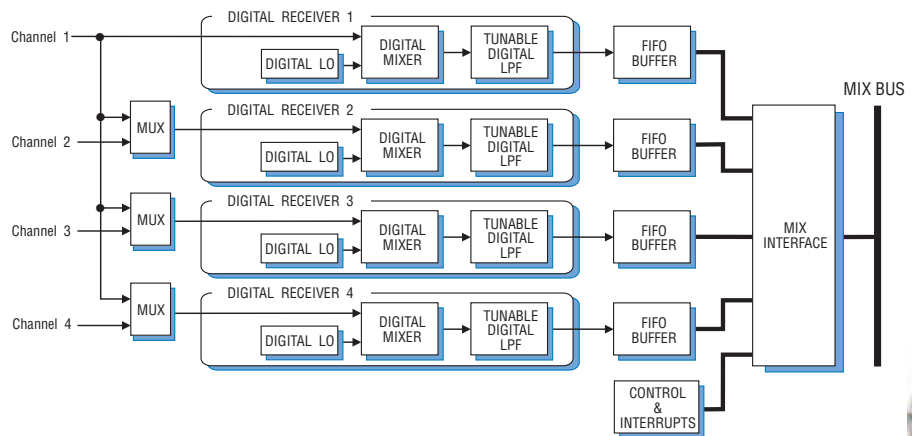 DIGITAL RECEIVER 1
Channel 1
DIGITAL LO
DIGITAL
MIXER
TUNABLE
DIGITAL
LPF
FIFO
BUFFER
MIX BUS
Channel 2
MUX
DIGITAL RECEIVER 2
DIGITAL LO
DIGITAL
MIXER
TUNABLE
DIGITAL
LPF
FIFO
BUFFER
Channel 3
MUX
DIGITAL RECEIVER 3
DIGITAL LO
DIGITAL
MIXER
TUNABLE
DIGITAL
LPF
FIFO
BUFFER
MIX
INTERFACE
Channel 4
MUX
DIGITAL RECEIVER 4
DIGITAL LO
DIGITAL
MIXER
TUNABLE
DIGITAL
LPF
FIFO
BUFFER
CONTROL
&
INTERRUPTS